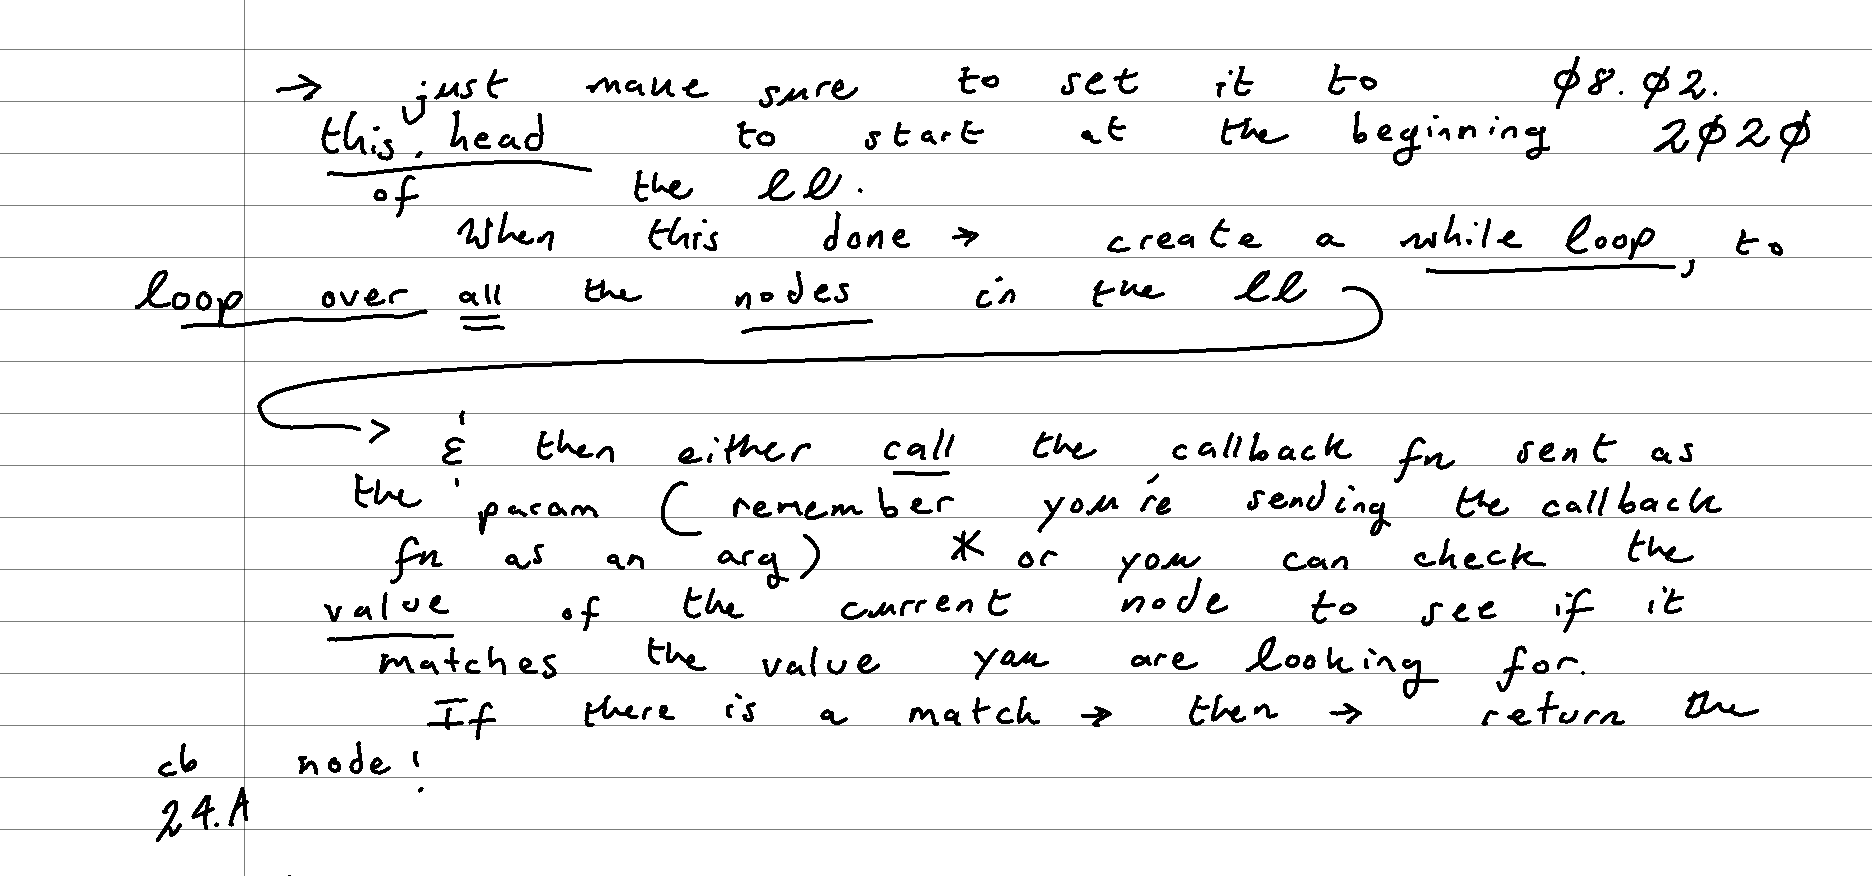 → just make sure to set it to 08.02.
this.head to start at the beginning 2020
of the ll.
When this done → create a while loop, to
loop over all the nodes in the ll
→ & then either call the callback fn sent as
the param (remember you're sending the callback
fn as an arg) * or you can check the
value of the current node to see if it
matches the value you are looking for.
If there is a match → then → return the
cb node!
24.A